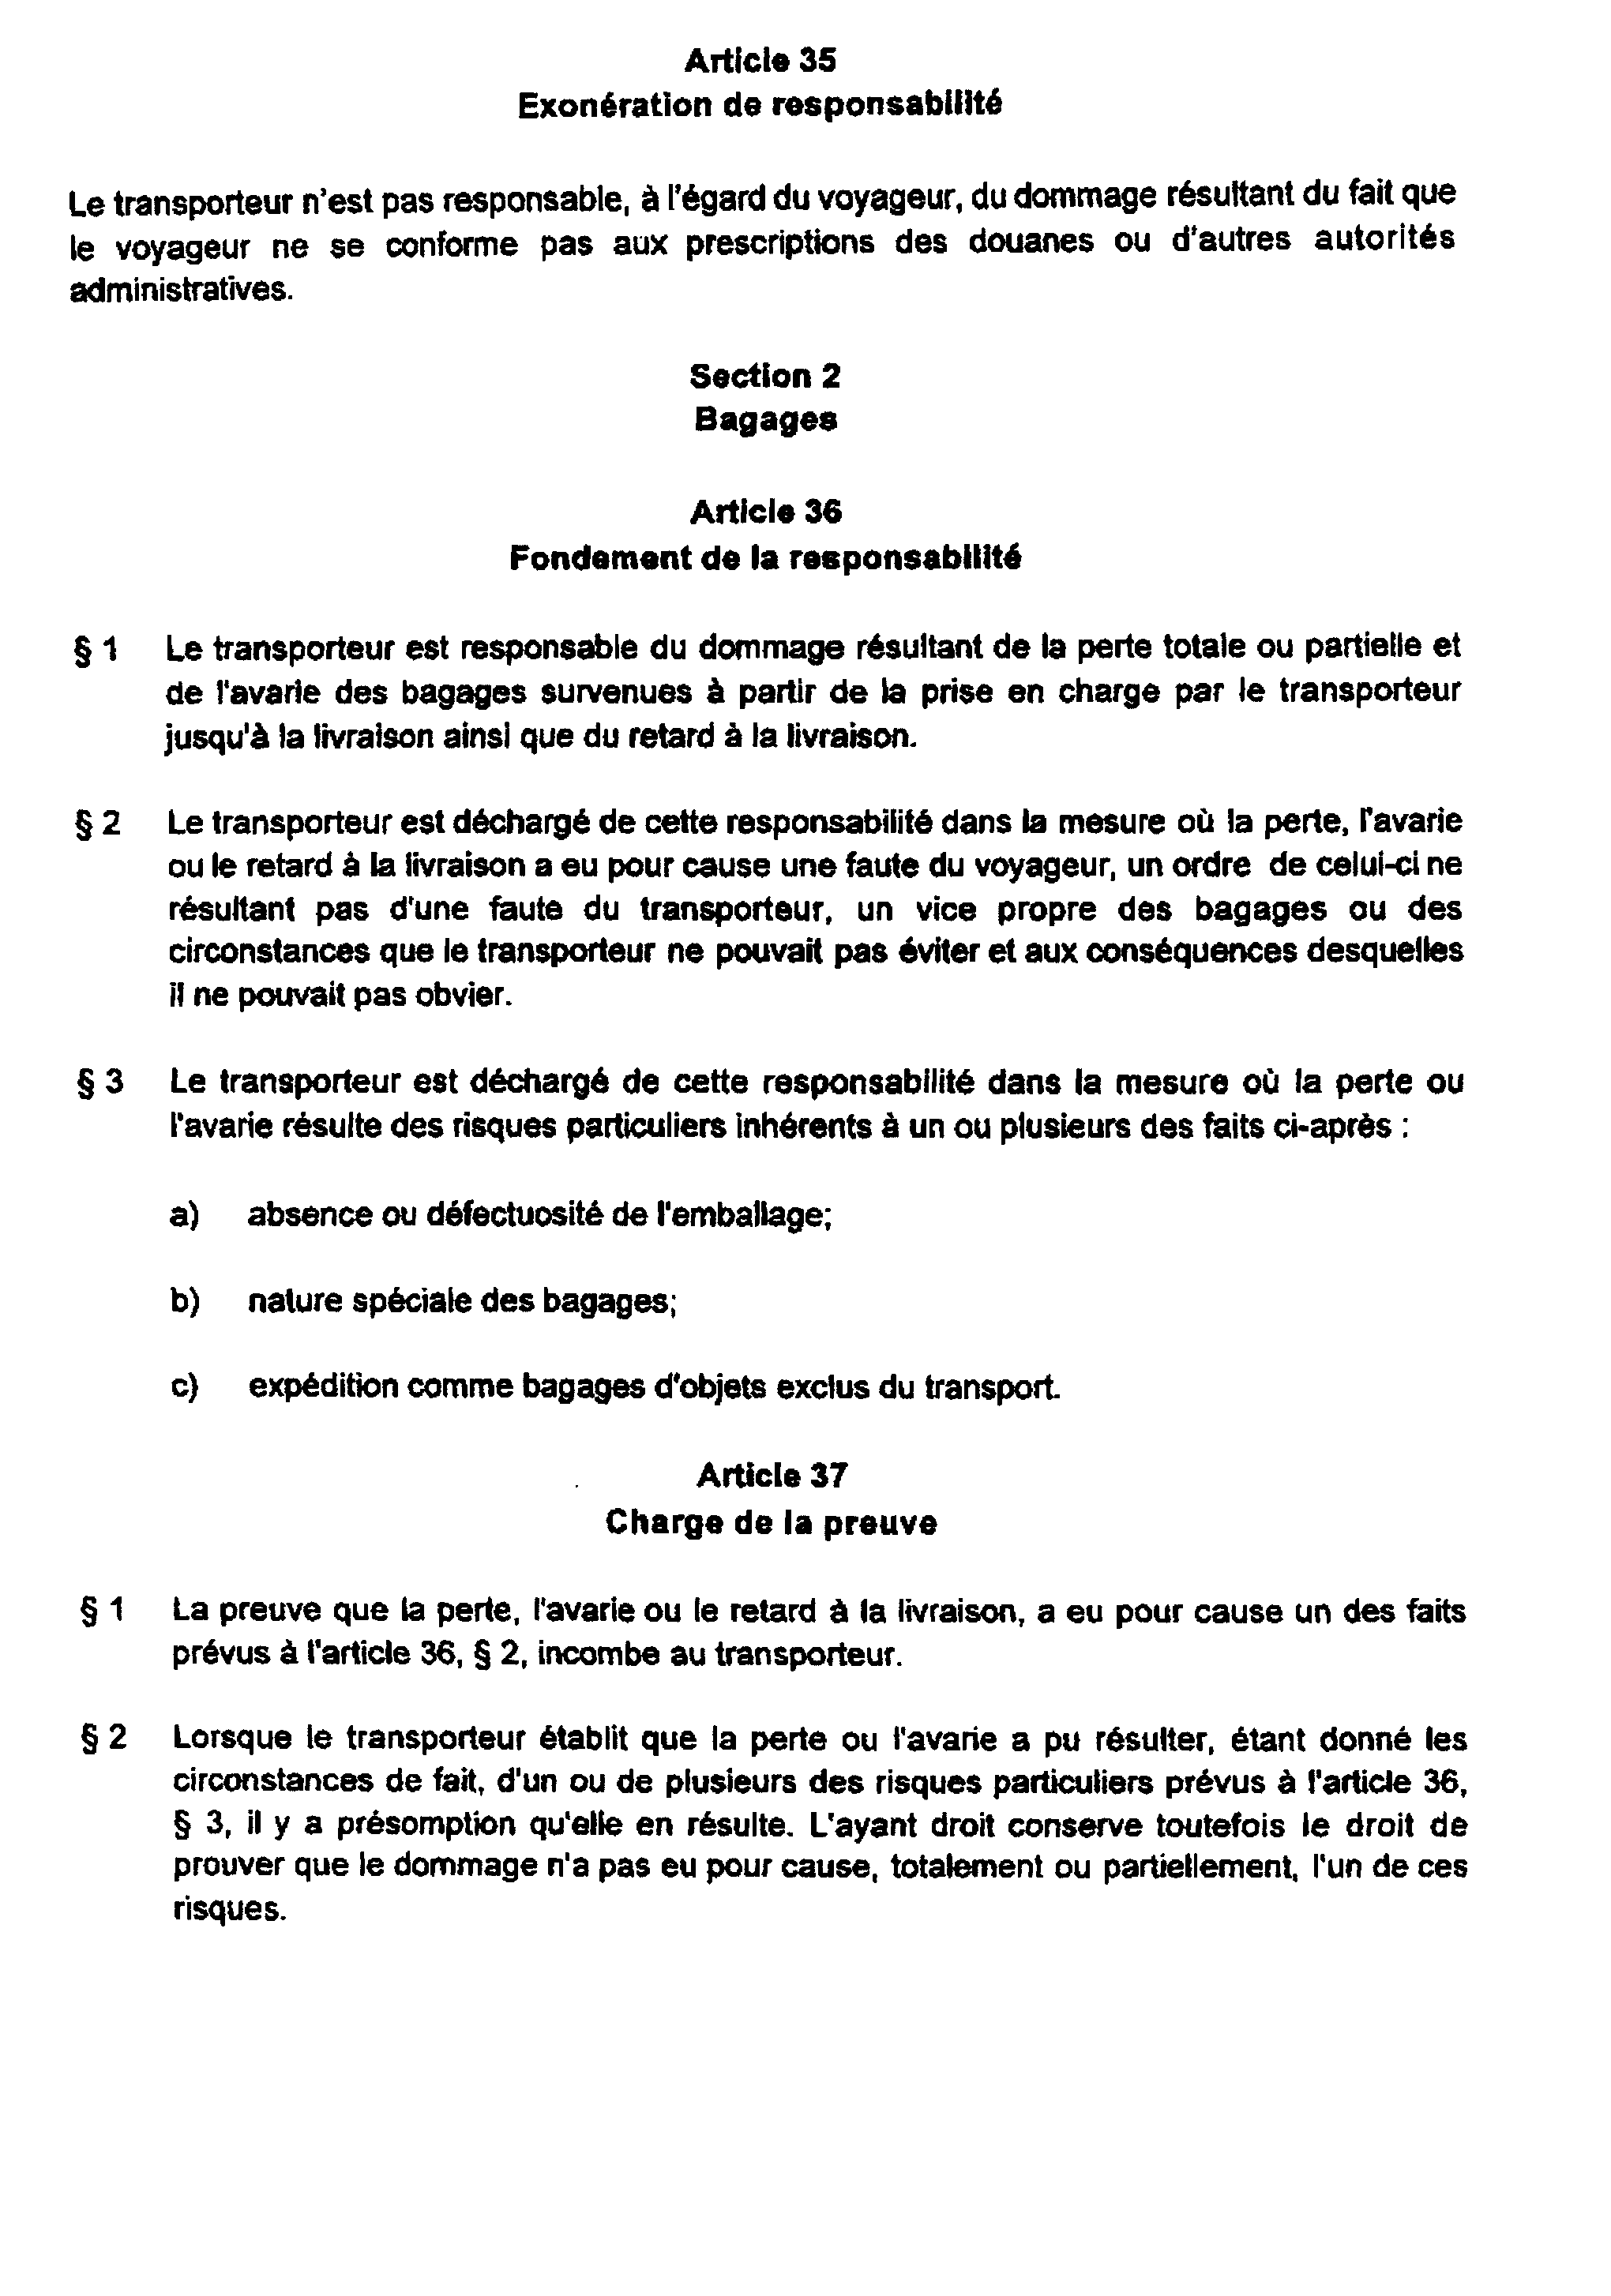 Article 35
Exonération de responsabilité
Le transporteur n'est pas responsable, à l'égard du voyageur, du dommage résultant du fait que
le voyageur ne se conforme pas aux prescriptions des douanes ou d'autres autorités
administratives.
Section 2
Bagages
Article 36
Fondement de la responsabilité
§ 1 Le transporteur est responsable du dommage résultant de la perte totale ou partielle et
de l'avarie des bagages survenues à partir de la prise en charge par le transporteur
jusqu'à la livraison ainsi que du retard à la livraison.
§ 2 Le transporteur est déchargé de cette responsabilité dans la mesure où la perte, l'avarie
ou le retard à la livraison a eu pour cause une faute du voyageur, un ordre de celui-ci ne
résultant pas d'une faute du transporteur, un vice propre des bagages ou des
circonstances que le transporteur ne pouvait pas éviter et aux conséquences desquelles
il ne pouvait pas obvier.
§ 3 Le transporteur est déchargé de cette responsabilité dans la mesure où la perte ou
l'avarie résulte des risques particuliers inhérents à un ou plusieurs des faits ci-après :
a) absence ou défectuosité de l'emballage;
b) nature spéciale des bagages;
c) expédition comme bagages d'objets exclus du transport.
Article 37
Charge de la preuve
§ 1 La preuve que la perte, l'avarie ou le retard à la livraison, a eu pour cause un des faits
prévus à l'article 36, § 2, incombe au transporteur.
§ 2 Lorsque le transporteur établit que la perte ou l'avarie a pu résulter, étant donné les
circonstances de fait, d'un ou de plusieurs des risques particuliers prévus à l'article 36,
§ 3, il y a présomption qu'elle en résulte. L'ayant droit conserve toutefois le droit de
prouver que le dommage n'a pas eu pour cause, totalement ou partiellement, l'un de ces
risques.